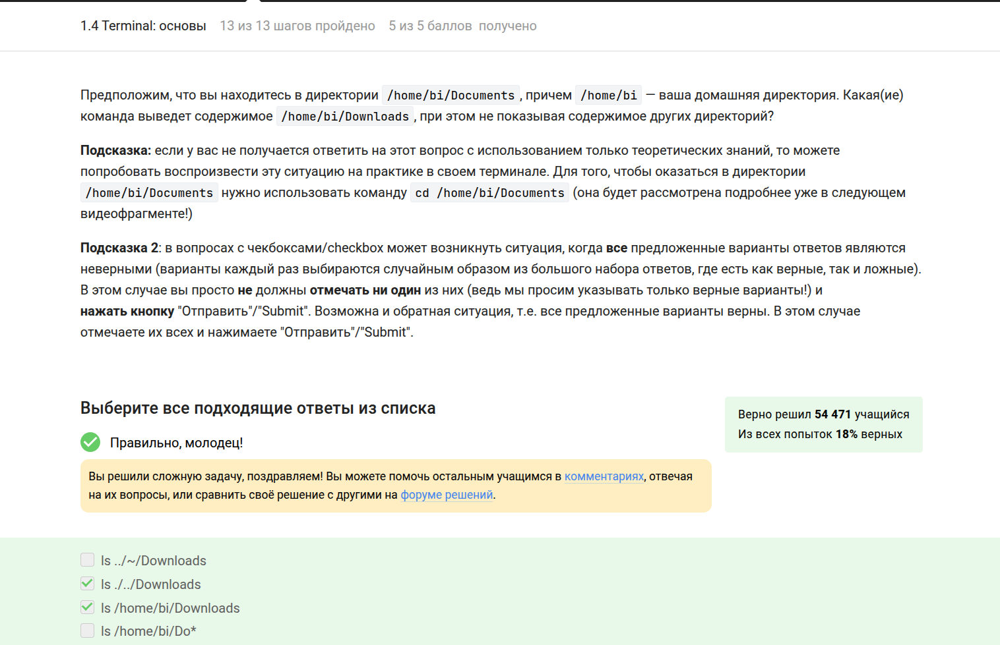 1.4 Terminal: основы 13 из 13 шагов пройдено 5 из 5 баллов получено
Предположим, что вы находитесь в директории /home/bi/Documents, причем /home/bi — ваша домашняя директория. Какая(ие)
команда выведет содержимое /home/bi/Downloads, при этом не показывая содержимое других директорий?
Подсказка: если у вас не получается ответить на этот вопрос с использованием только теоретических знаний, то можете
попробовать воспроизвести эту ситуацию на практике в своем терминале. Для того, чтобы оказаться в директории
/home/bi/Documents нужно использовать команду cd /home/bi/Documents (она будет рассмотрена подробнее уже в следующем
видеофрагменте!)
Подсказка 2: в вопросах с чекбоксами/checkbox может возникнуть ситуация, когда все предложенные варианты ответов являются
неверными (варианты каждый раз выбираются случайным образом из большого набора ответов, где есть как верные, так и ложные).
В этом случае вы просто не должны отмечать ни один из них (ведь мы просим указывать только верные варианты!) и
нажать кнопку "Отправить"/"Submit". Возможна и обратная ситуация, т.е. все предложенные варианты верны. В этом случае
отмечаете их всех и нажимаете "Отправить"/"Submit".
Выберите все подходящие ответы из списка
Верно решил 54 471 учащийся
Из всех попыток 18% верных
Правильно, молодец!
Вы решили сложную задачу, поздравляем! Вы можете помочь остальным учащимся в комментариях, отвечая
на их вопросы, или сравнить своё решение с другими на форуме решений.
ls ../~/Downloads
ls ./../Downloads
ls /home/bi/Downloads
ls /home/bi/Do*